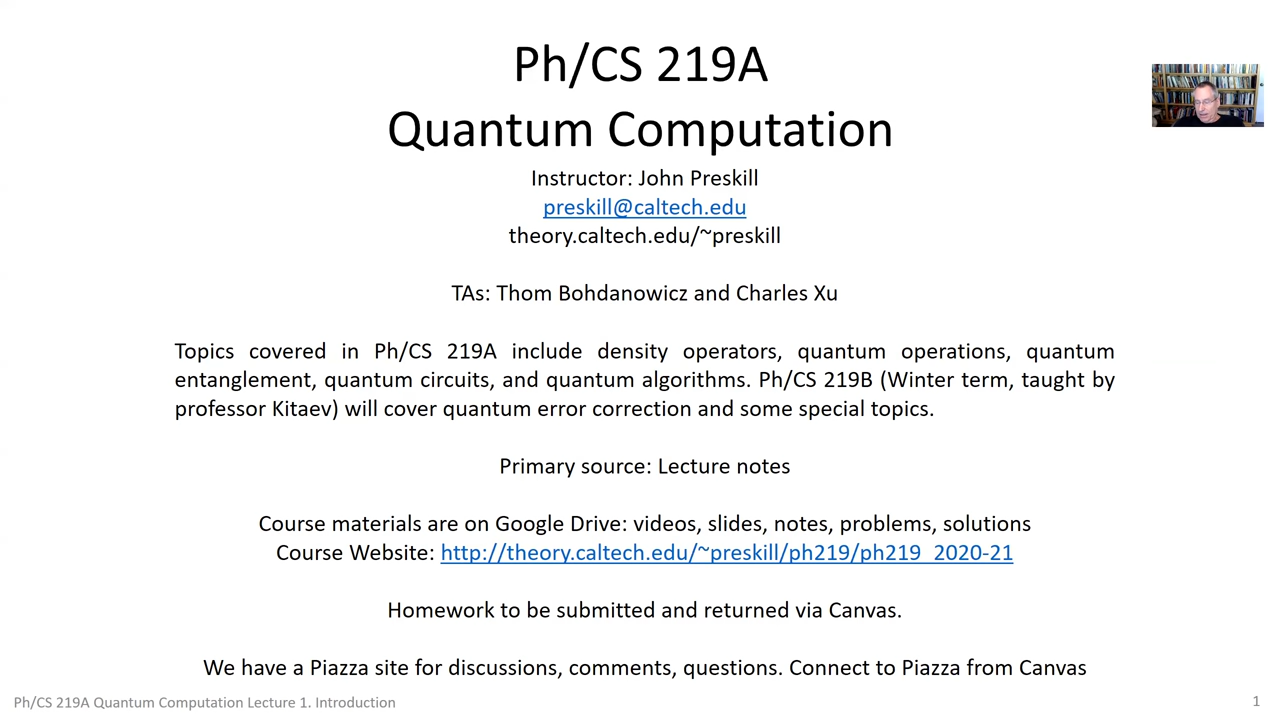 Ph/CS 219A
Quantum Computation
Instructor: John Preskill
preskill@caltech.edu
theory.caltech.edu/~preskill
TAs: Thom Bohdanowicz and Charles Xu
Topics covered in Ph/CS 219A include density operators, quantum operations, quantum
entanglement, quantum circuits, and quantum algorithms. Ph/CS 219B (Winter term, taught by
professor Kitaev) will cover quantum error correction and some special topics.
Primary source: Lecture notes
Course materials are on Google Drive: videos, slides, notes, problems, solutions
Course Website: http://theory.caltech.edu/~preskill/ph219/ph219_2020-21
Homework to be submitted and returned via Canvas.
We have a Piazza site for discussions, comments, questions. Connect to Piazza from Canvas
Ph/CS 219A Quantum Computation Lecture 1. Introduction
1